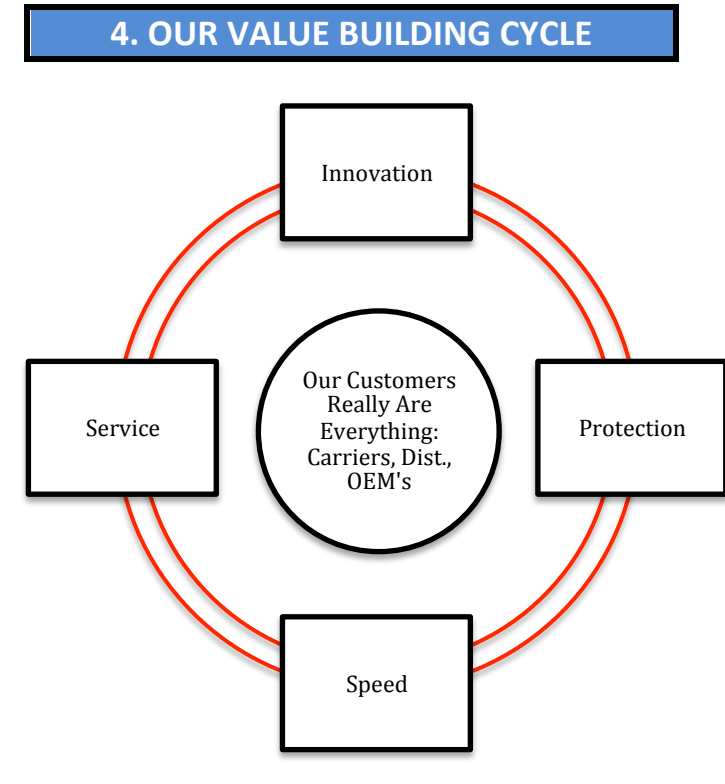 4. OUR VALUE BUILDING CYCLE
Innovation
Our Customers
Really Are
Everything:
Carriers, Dist.,
OEM's
Service
Protection
Speed